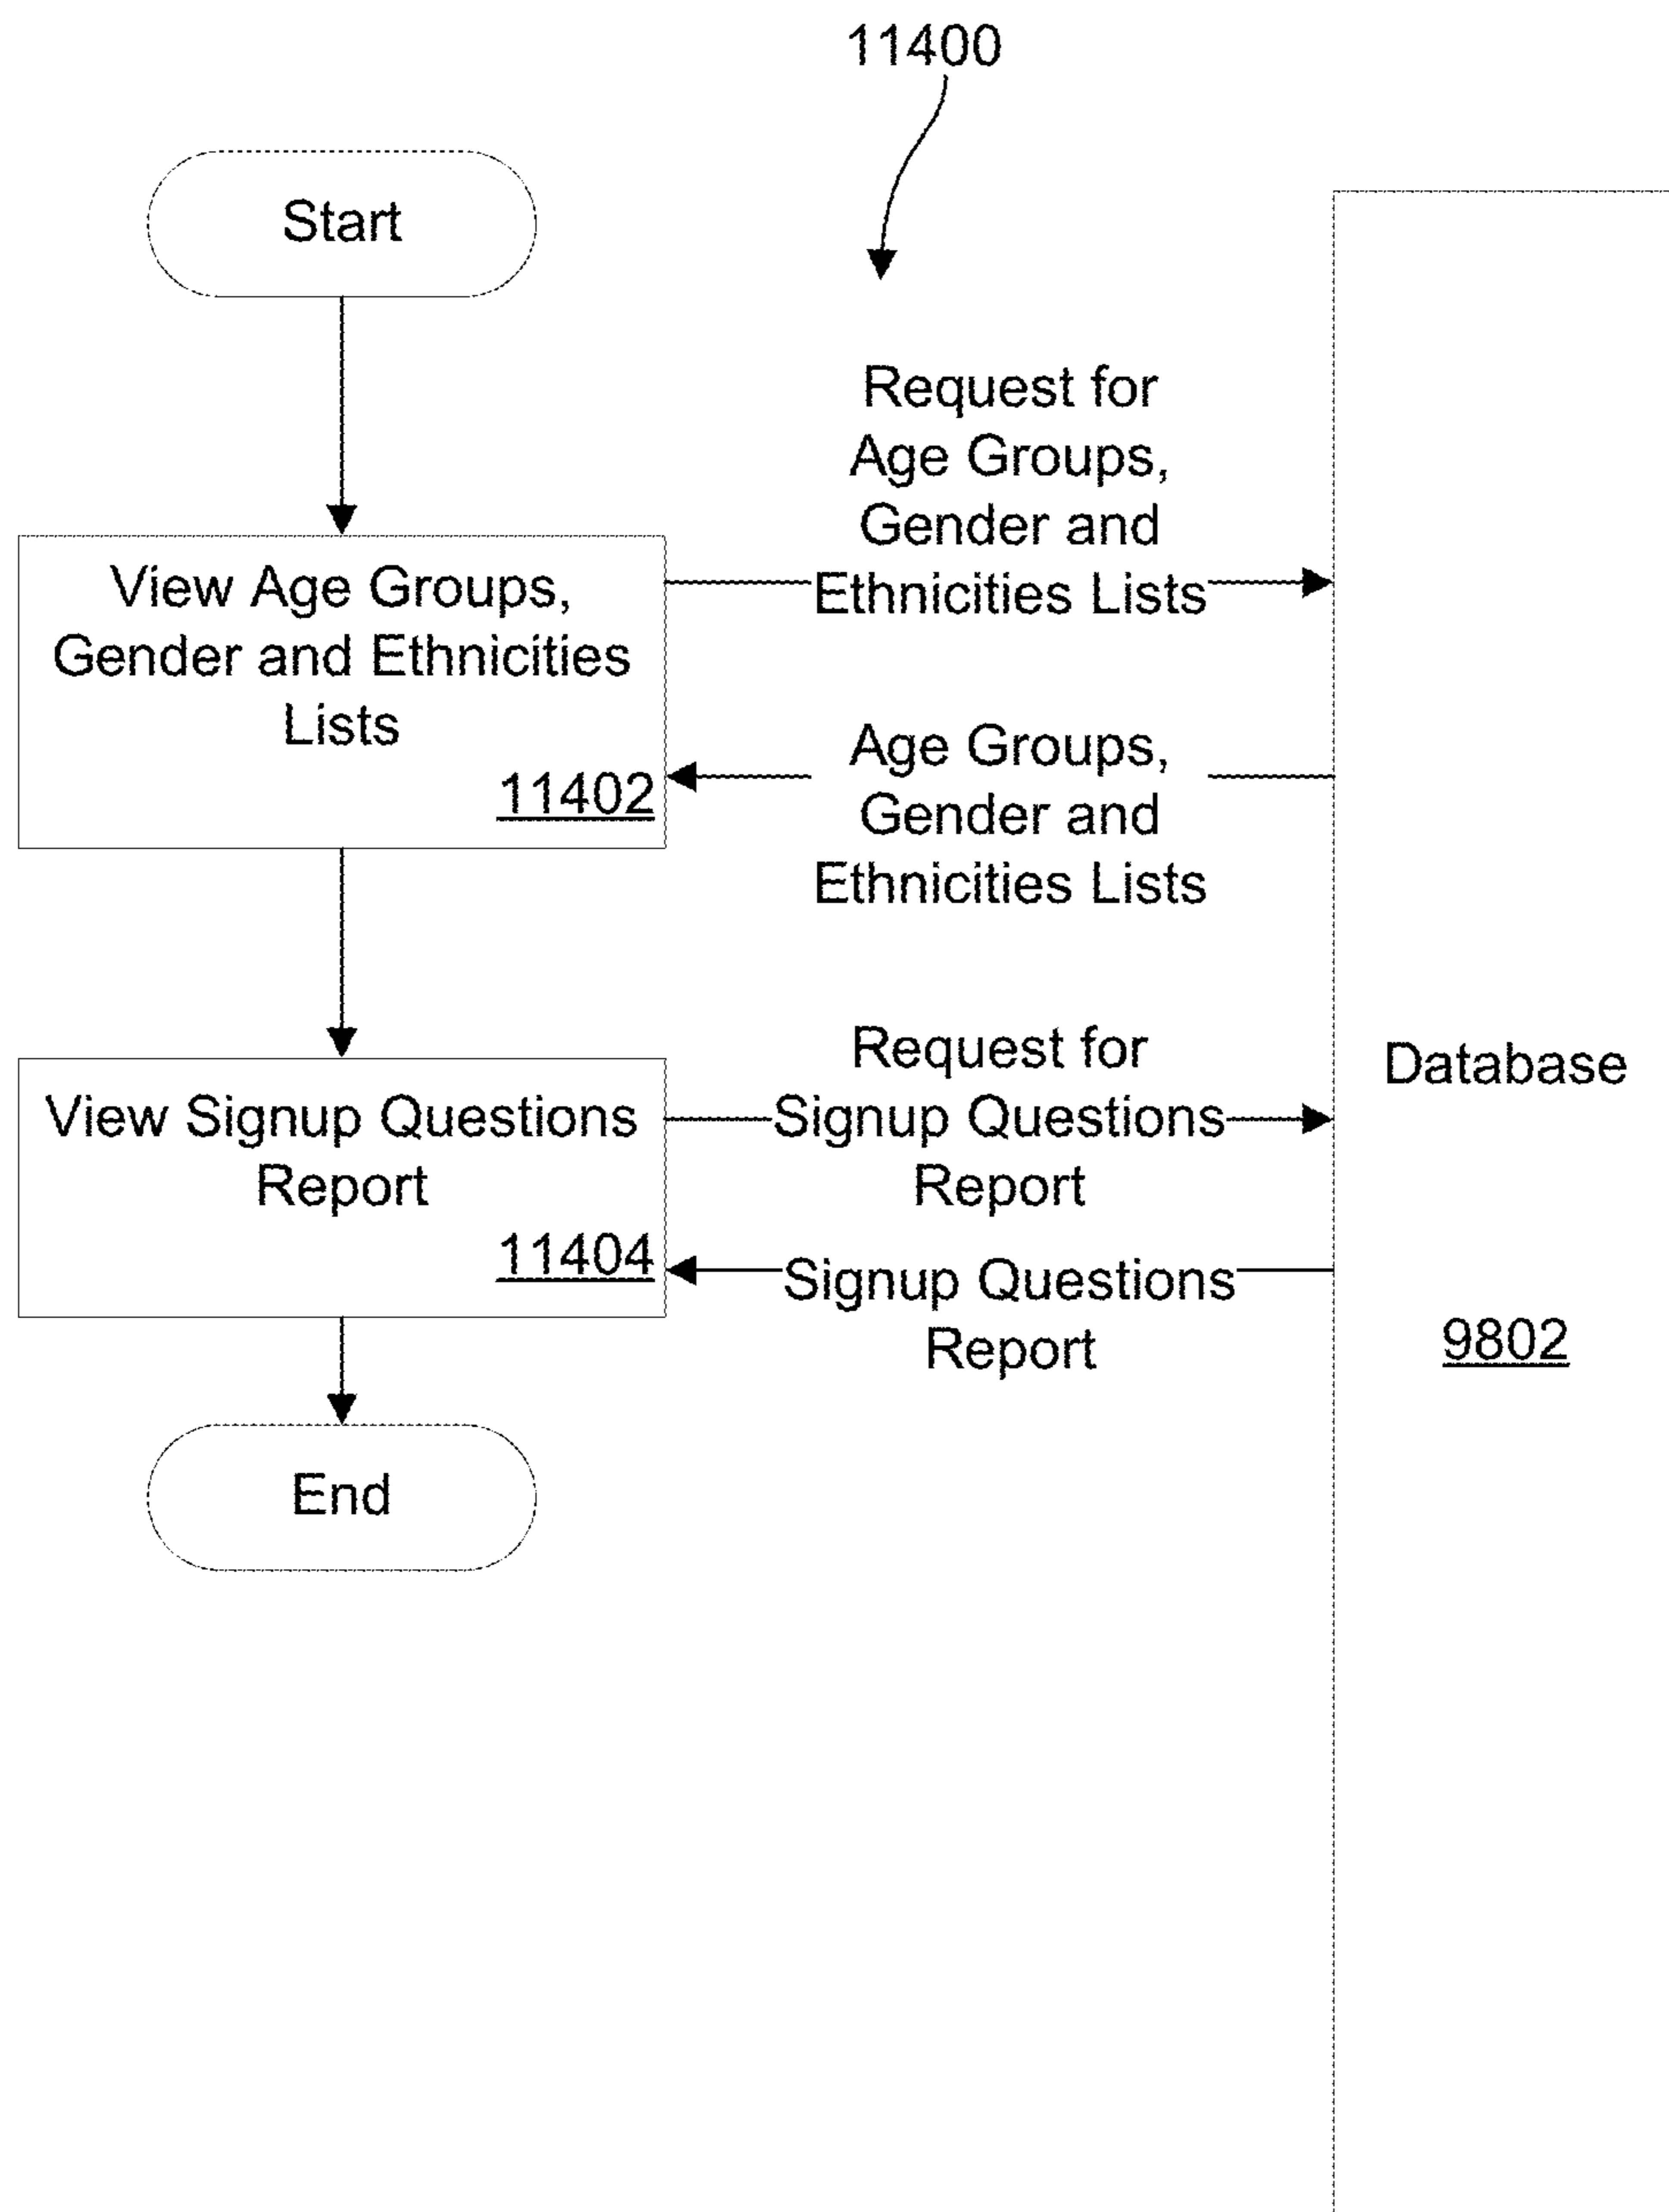 11400
Start
Request for
Age Groups,
Gender and
Ethnicities Lists
View Age Groups,
Gender and Ethnicities
Lists
11402
Age Groups,
Gender and
Ethnicities Lists
Request for
Signup Questions
Report
View Signup Questions
Report
11404
Signup Questions
Report
Database
9802
End